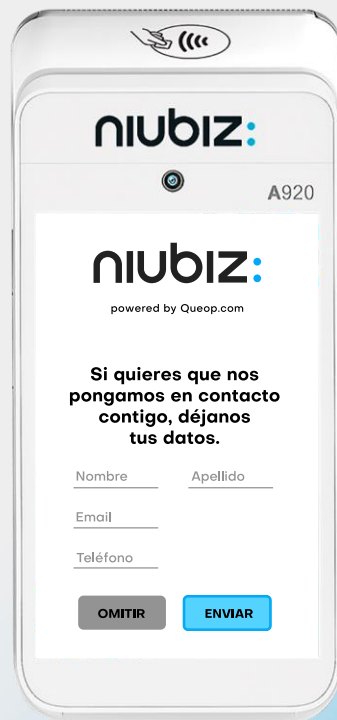 niubiz:
A920
niubiz:
powered by Queop.com
Si quieres que nos
pongamos en contacto
contigo, déjanos
tus datos.
Nombre Apellido
Email
Teléfono
OMITIR ENVIAR